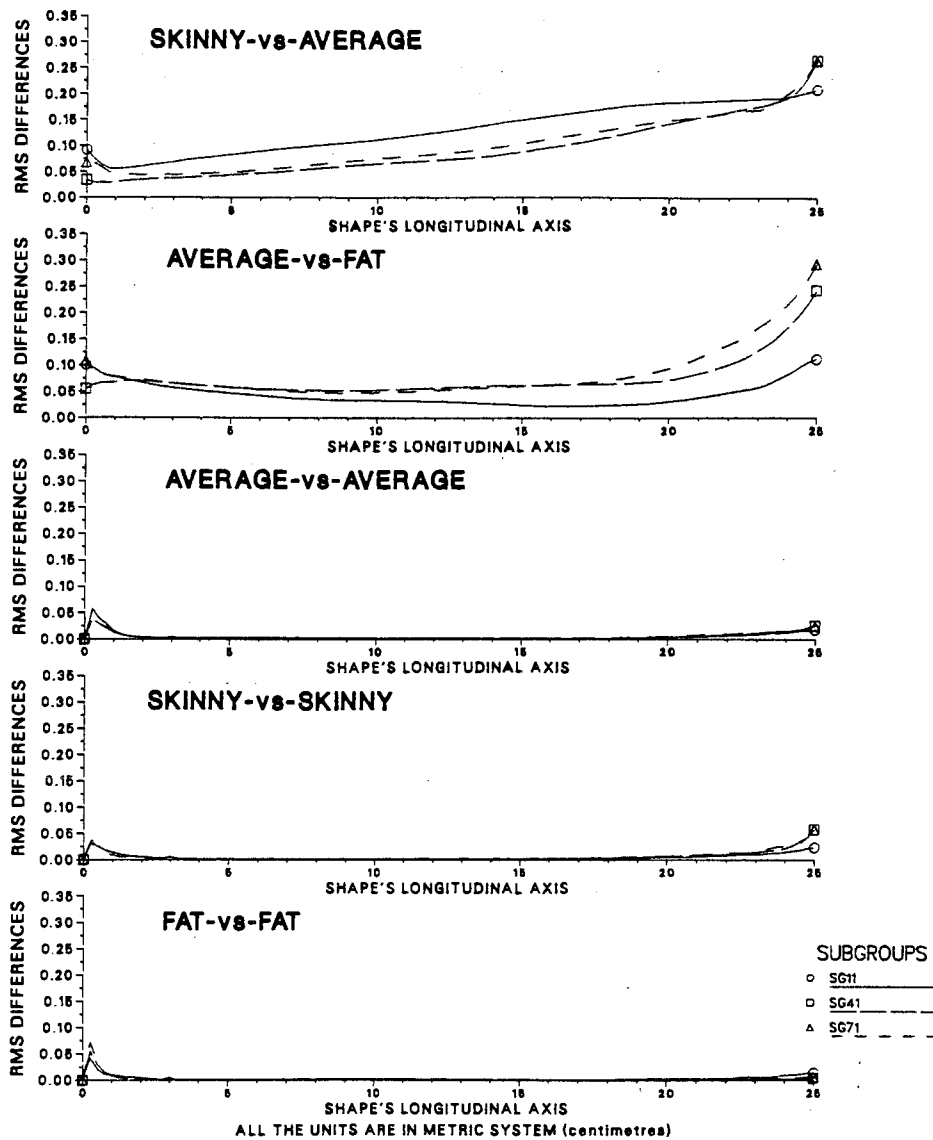 SKINNY-vs-AVERAGE
RMS DIFFERENCES
0.35
0.30
0.25
0.20
0.15
0.10
0.05
0.00
0 5 10 15 20 25
SHAPE'S LONGITUDINAL AXIS
AVERAGE-vs-FAT
RMS DIFFERENCES
0.35
0.30
0.25
0.20
0.15
0.10
0.05
0.00
0 5 10 15 20 25
SHAPE'S LONGITUDINAL AXIS
AVERAGE-vs-AVERAGE
RMS DIFFERENCES
0.35
0.30
0.25
0.20
0.15
0.10
0.05
0.00
0 5 10 15 20 25
SHAPE'S LONGITUDINAL AXIS
SKINNY-vs-SKINNY
RMS DIFFERENCES
0.35
0.30
0.25
0.20
0.15
0.10
0.05
0.00
0 5 10 15 20 25
SHAPE'S LONGITUDINAL AXIS
FAT-vs-FAT
RMS DIFFERENCES
0.35
0.30
0.25
0.20
0.15
0.10
0.05
0.00
0 5 10 15 20 25
SHAPE'S LONGITUDINAL AXIS
SUBGROUPS
SG11
SG41
SG71
ALL THE UNITS ARE IN METRIC SYSTEM (centimetres)